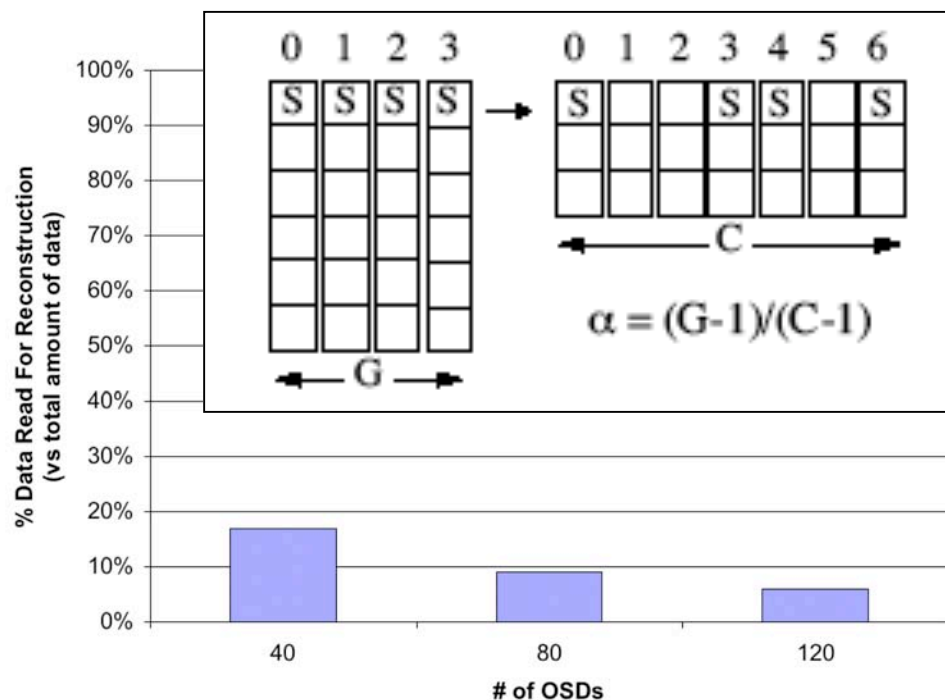 0 1 2 3
0 1 2 3 4 5 6
S S S S
S S S S
G
C
α = (G-1)/(C-1)
% Data Read For Reconstruction
(vs total amount of data)
100%
90%
80%
70%
60%
50%
40%
30%
20%
10%
0%
40 80 120
# of OSDs